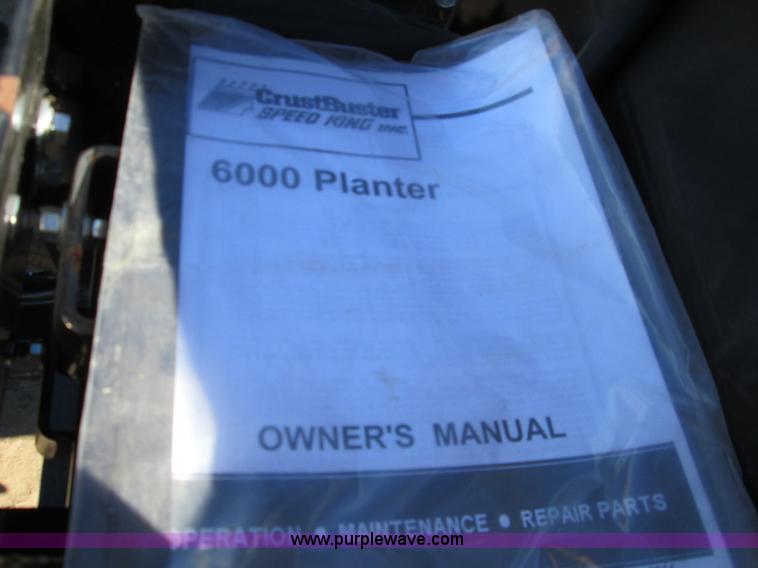 CrustBuster
SPEED KING INC.
6000 Planter
OWNER'S MANUAL
OPERATION • MAINTENANCE • REPAIR PARTS
www.purplewave.com